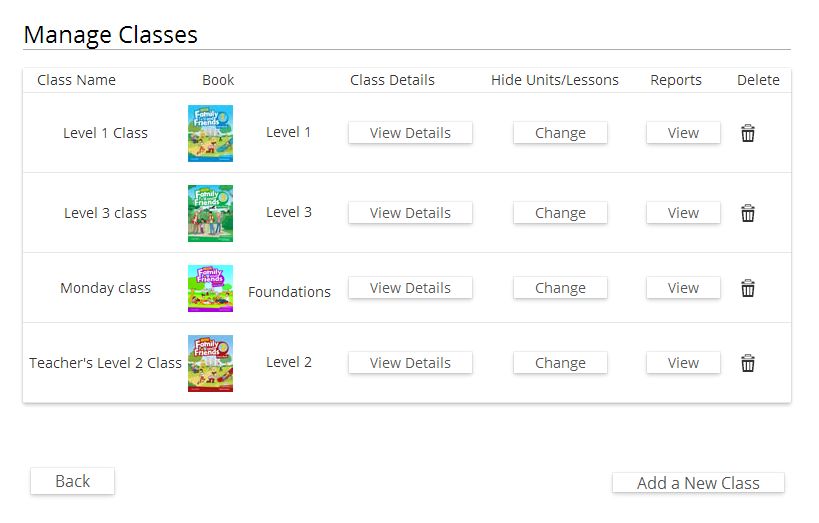 Manage Classes
Class Name Book Class Details Hide Units/Lessons Reports Delete
Level 1 Class Family and Friends Level 1 View Details Change View
Level 3 class Family and Friends Level 3 View Details Change View
Monday class Family and Friends Foundations View Details Change View
Teacher's Level 2 Class Family and Friends Level 2 View Details Change View
Back Add a New Class